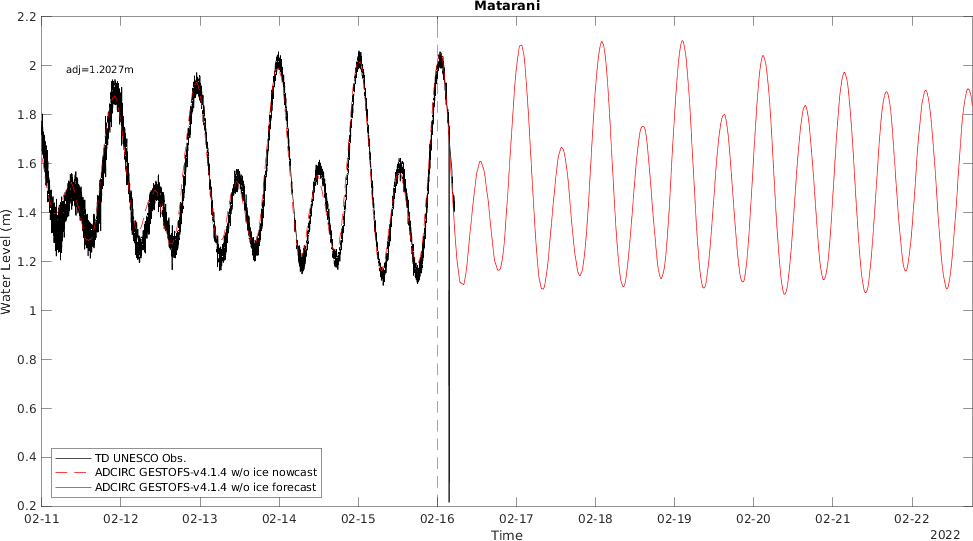 Matarani
2.2
2
1.8
1.6
1.4
1.2
1
0.8
0.6
0.4
0.2
Water Level (m)
adj=1.2027m
TD UNESCO Obs.
ADCIRC GESTOFS-v4.1.4 w/o ice nowcast
ADCIRC GESTOFS-v4.1.4 w/o ice forecast
02-11 02-12 02-13 02-14 02-15 02-16 02-17 02-18 02-19 02-20 02-21 02-22
Time
2022